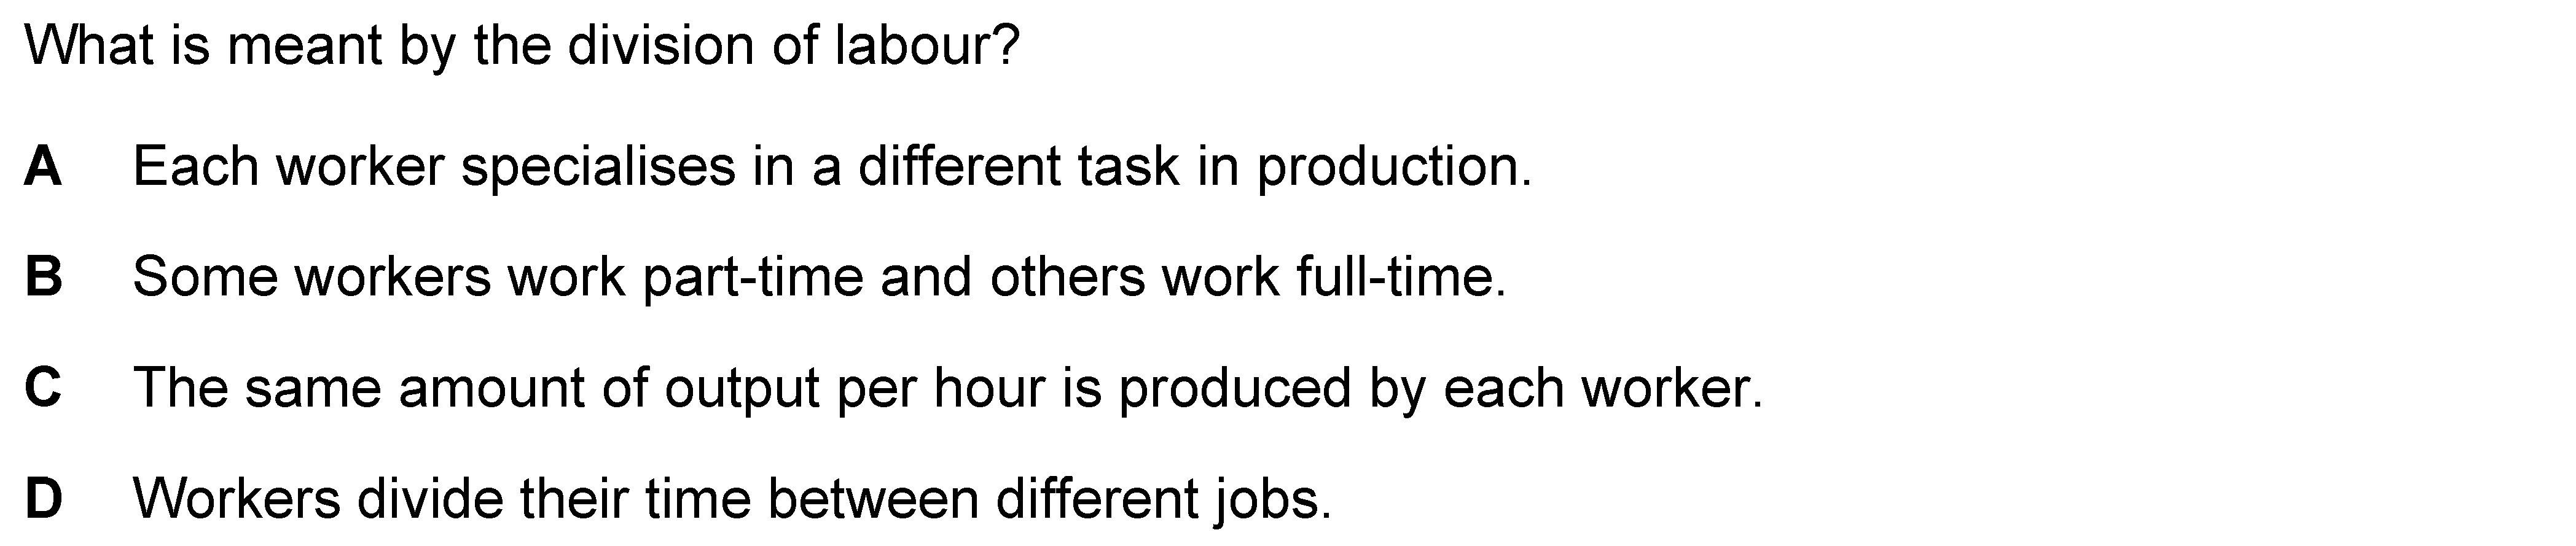 What is meant by the division of labour?
A Each worker specialises in a different task in production.
B Some workers work part-time and others work full-time.
C The same amount of output per hour is produced by each worker.
D Workers divide their time between different jobs.